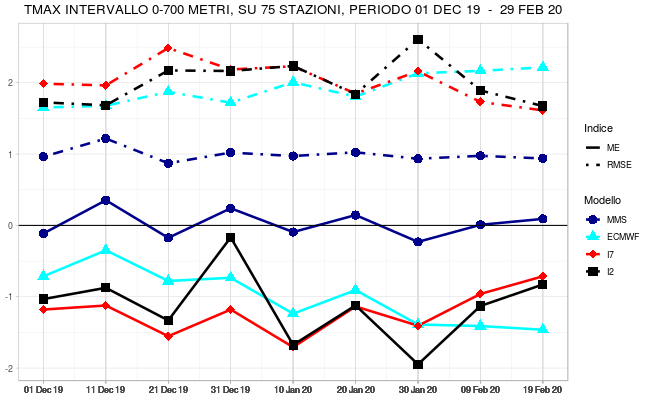 TMAX INTERVALLO 0-700 METRI, SU 75 STAZIONI, PERIODO 01 DEC 19 - 29 FEB 20
2
1
0
-1
-2
01 Dec 19 11 Dec 19 21 Dec 19 31 Dec 19 10 Jan 20 20 Jan 20 30 Jan 20 09 Feb 20 19 Feb 20
Indice
ME
RMSE
Modello
MMS
ECMWF
I7
I2